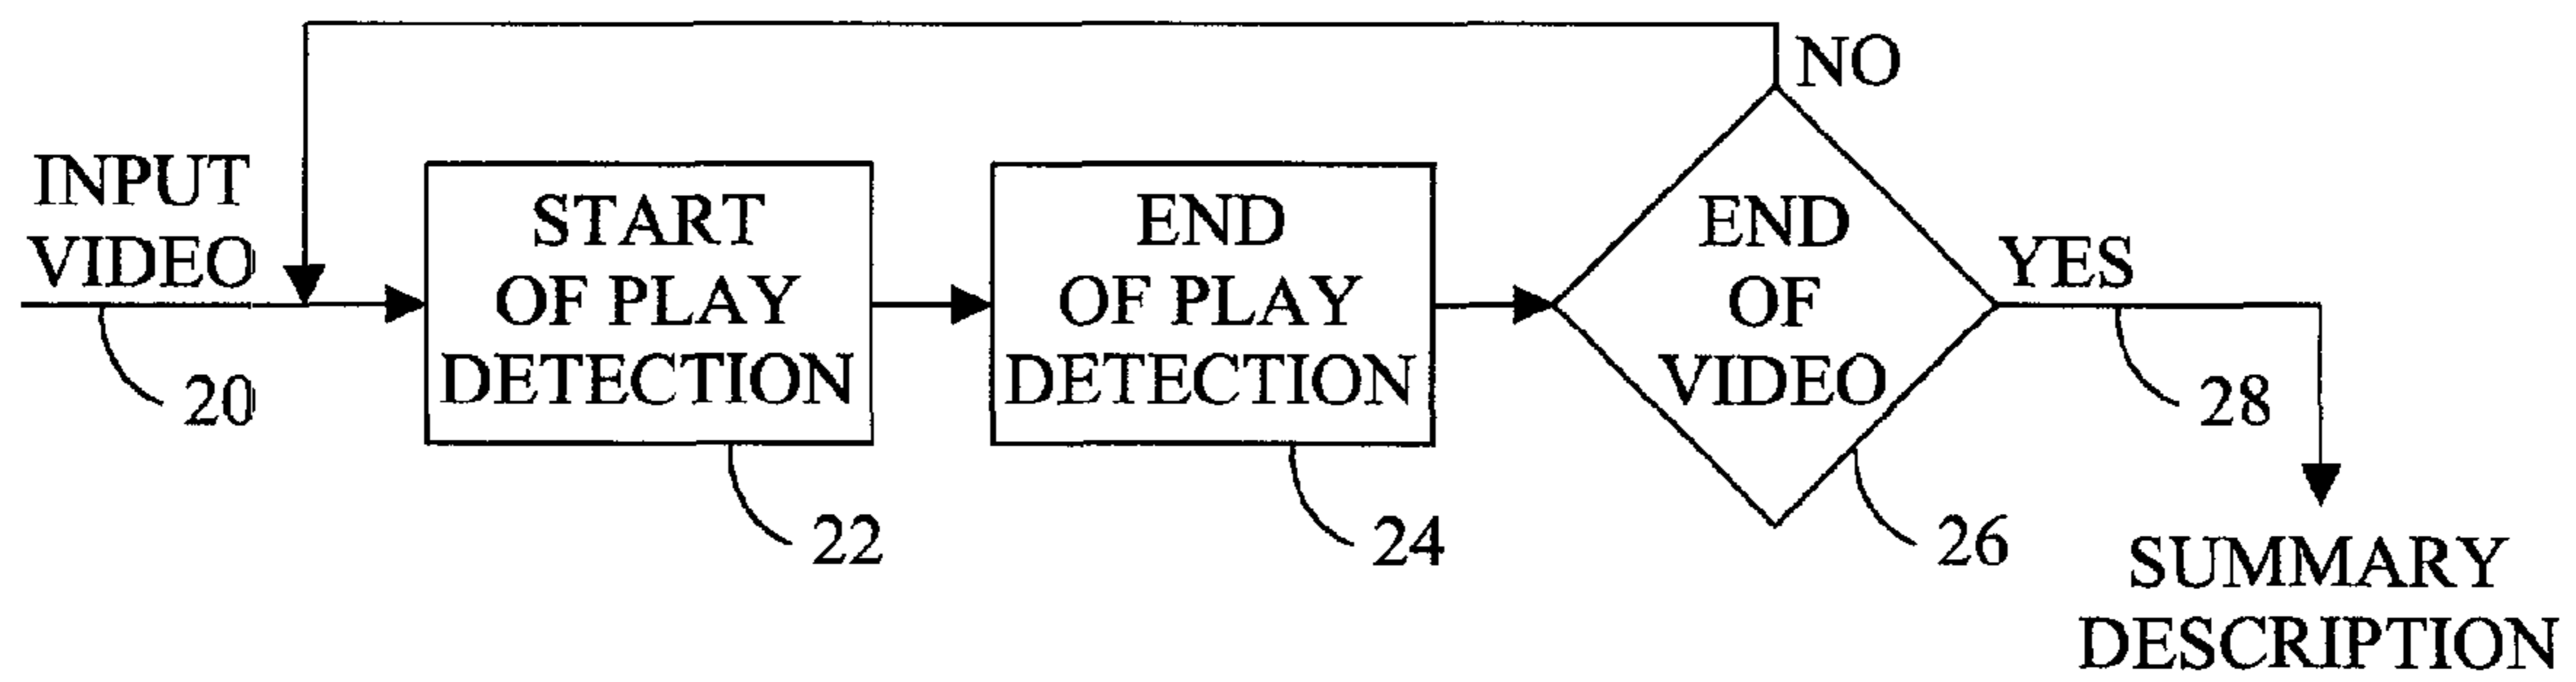 INPUT
VIDEO
20
START
OF PLAY
DETECTION
22
END
OF PLAY
DETECTION
24
NO
END
OF
VIDEO
26
YES
28
SUMMARY
DESCRIPTION